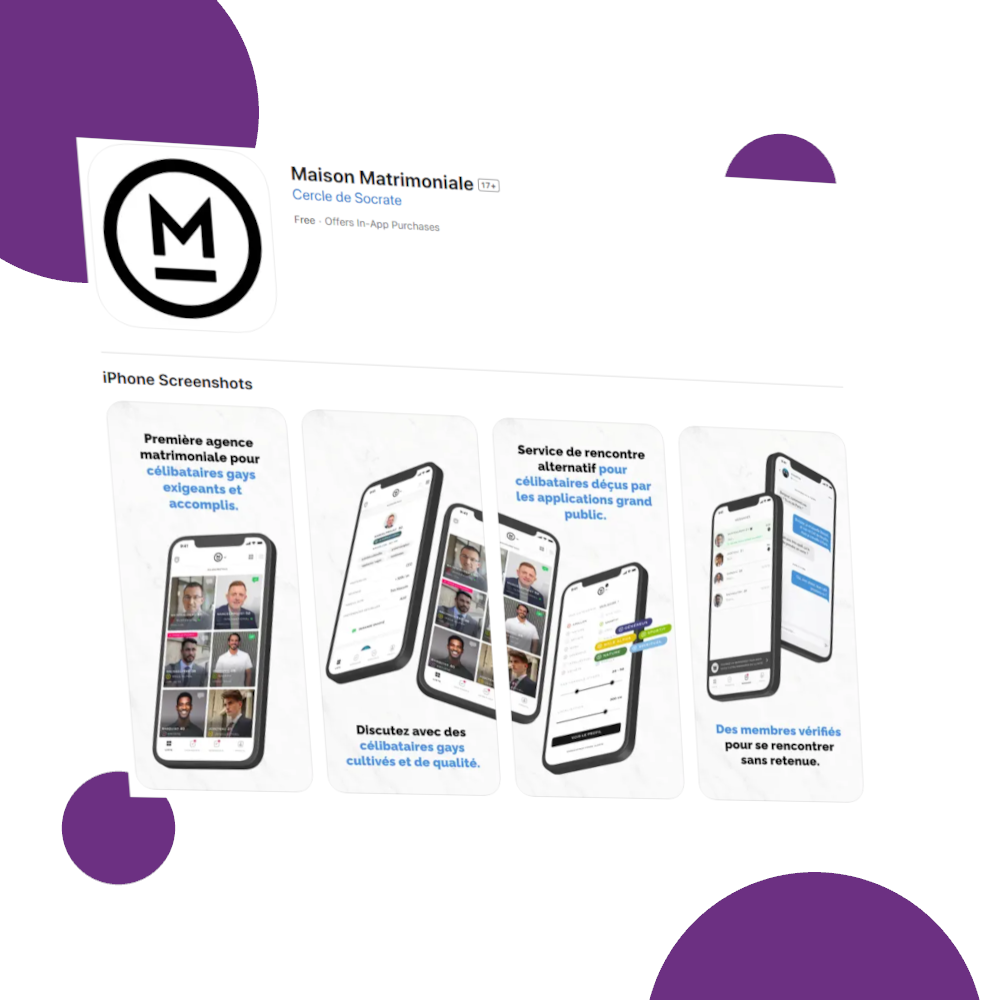 M
Maison Matrimoniale 17+
Cercle de Socrate
Free · Offers In-App Purchases
iPhone Screenshots
Première agence
matrimoniale pour
célibataires gays
exigeants et
accomplis.
Discutez avec des
célibataires gays
cultivés et de qualité.
Service de rencontre
alternatif pour
célibataires déçus par
les applications grand
public.
Des membres vérifiés
pour se rencontrer
sans retenue.